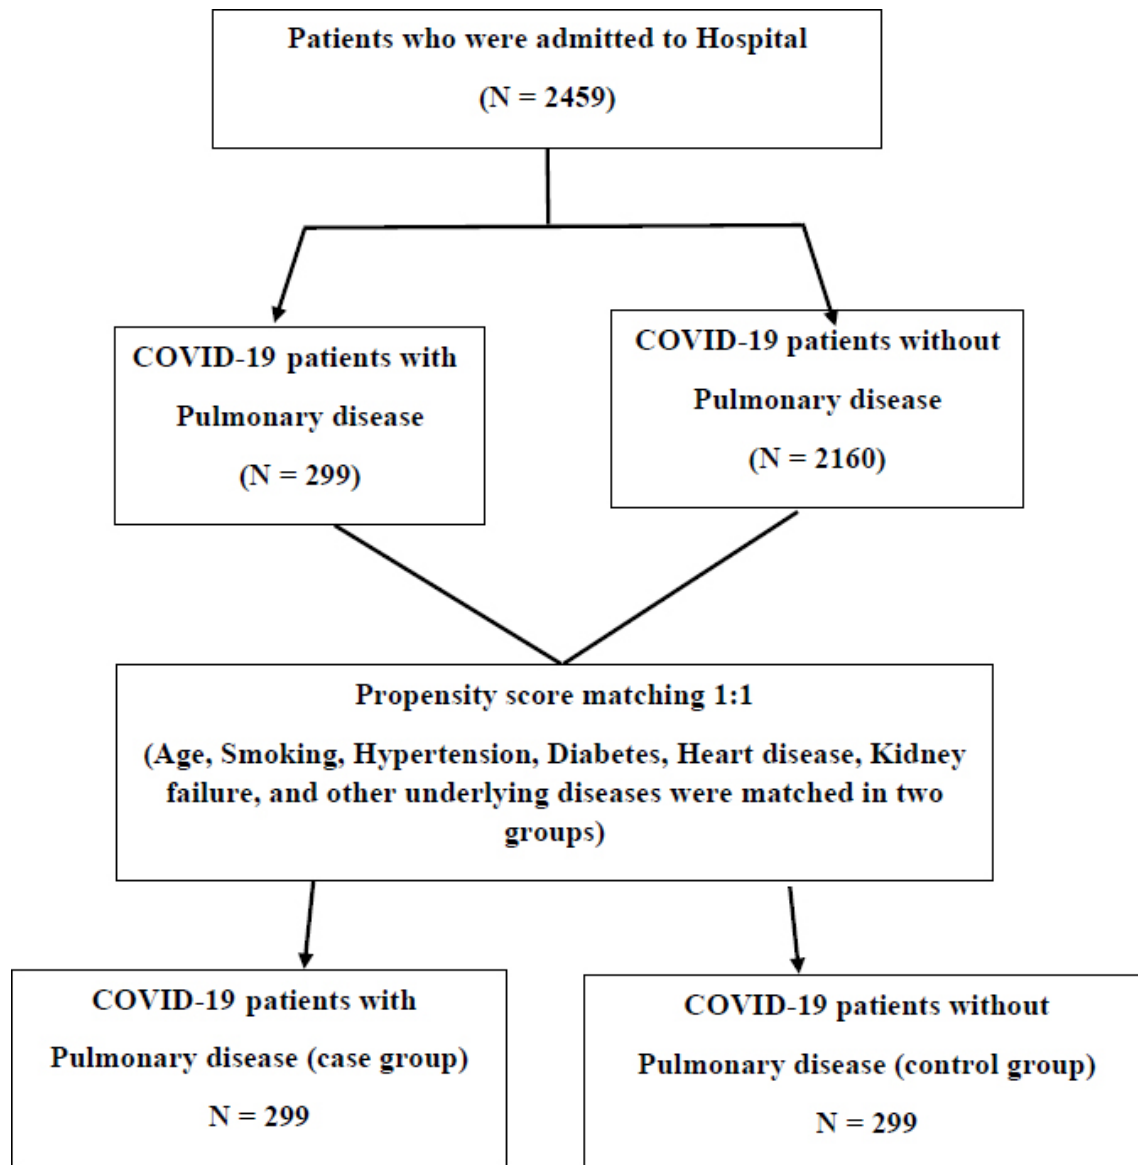 Patients who were admitted to Hospital
(N = 2459)
COVID-19 patients with
Pulmonary disease
(N = 299)
COVID-19 patients without
Pulmonary disease
(N = 2160)
Propensity score matching 1:1
(Age, Smoking, Hypertension, Diabetes, Heart disease, Kidney
failure, and other underlying diseases were matched in two
groups)
COVID-19 patients with
Pulmonary disease (case group)
N = 299
COVID-19 patients without
Pulmonary disease (control group)
N = 299